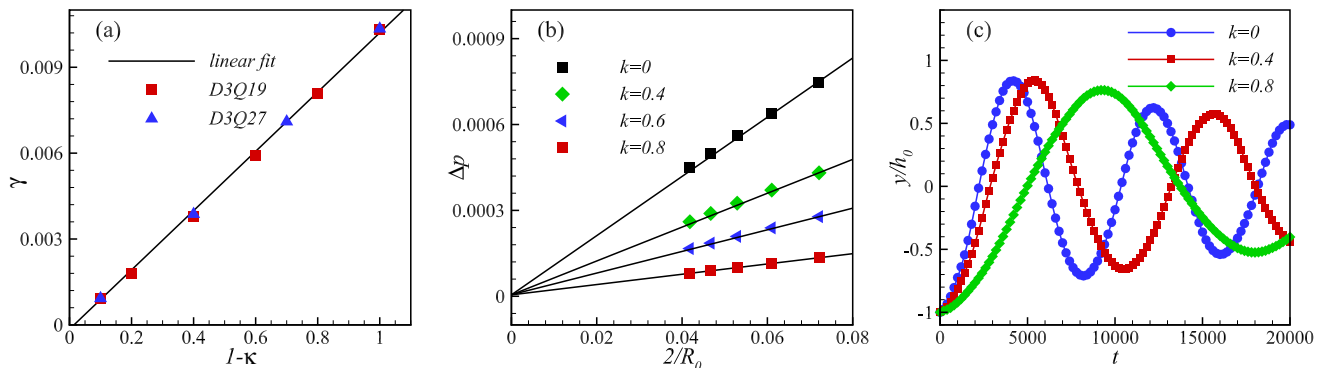 (a)
linear fit
D3Q19
D3Q27
γ
0.009
0.006
0.003
0
0 0.2 0.4 0.6 0.8 1
1-κ
(b)
k=0
k=0.4
k=0.6
k=0.8
Δp
0.0009
0.0006
0.0003
0
0 0.02 0.04 0.06 0.08
2/R₀
(c)
k=0
k=0.4
k=0.8
y/h₀
1
0.5
0
-0.5
-1
0 5000 10000 15000 20000
t